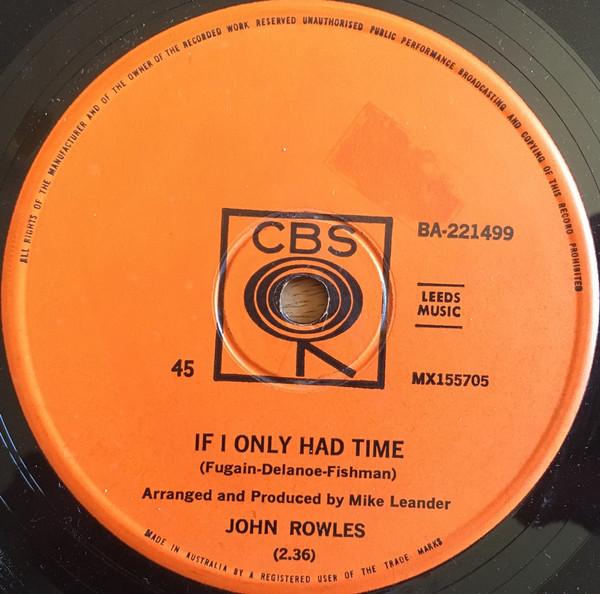 ALL RIGHTS OF THE MANUFACTURER AND OF THE OWNER OF THE RECORDED WORK RESERVED UNAUTHORISED PUBLIC PERFORMANCE BROADCASTING AND COPYING OF THIS RECORD PROHIBITED
CBS
BA-221499
LEEDS
MUSIC
45
MX155705
IF I ONLY HAD TIME
(Fugain-Delanoe-Fishman)
Arranged and Produced by Mike Leander
JOHN ROWLES
(2.36)
MADE IN AUSTRALIA BY A REGISTERED USER OF THE TRADE MARKS